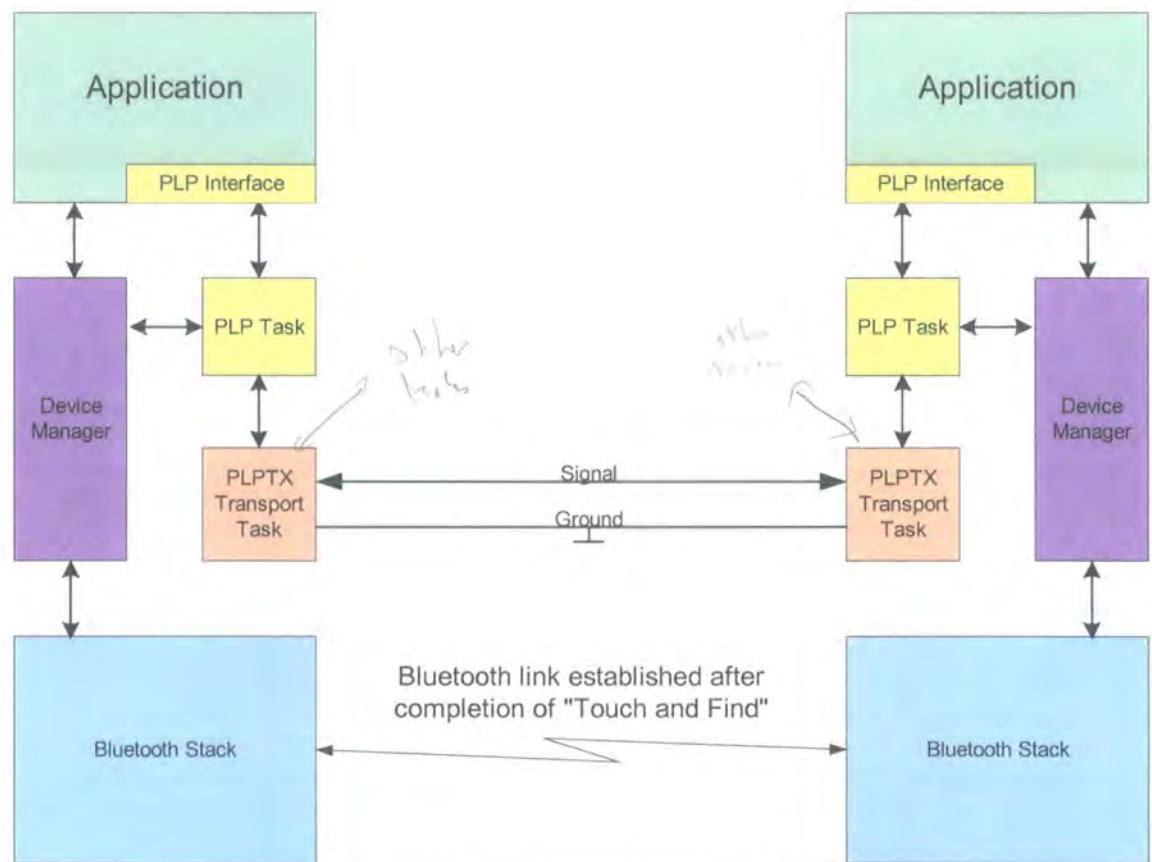 Application
PLP Interface
PLP Task
Device
Manager
PLPTX
Transport
Task
Bluetooth Stack
other
Signal
Ground
Bluetooth link established after
completion of "Touch and Find"
Application
PLP Interface
PLP Task
Device
Manager
PLPTX
Transport
Task
Bluetooth Stack